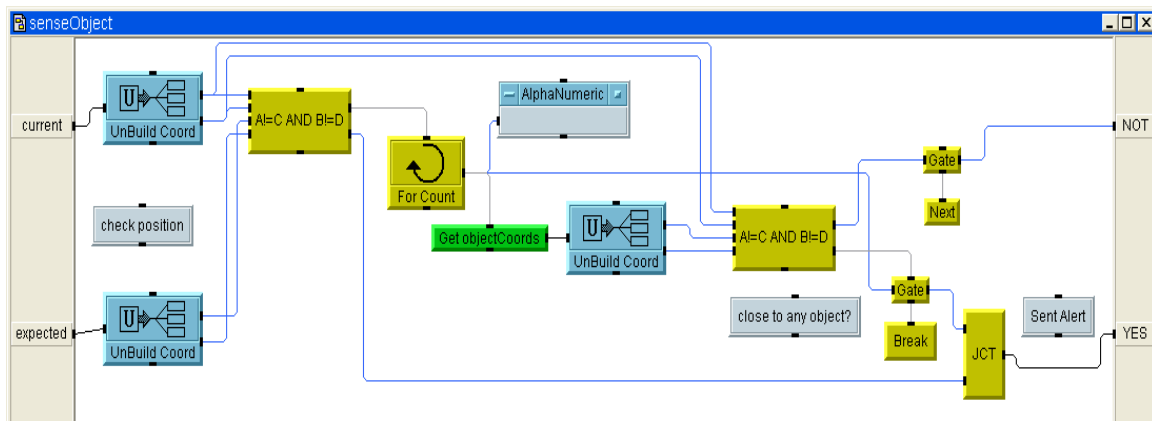 senseObject
current
U
UnBuild Coord
A!=C AND B!=D
AlphaNumeric
NOT
Gate
For Count
check position
Next
Get objectCoords
U
UnBuild Coord
A!=C AND B!=D
Gate
close to any object?
Sent Alert
expected
U
UnBuild Coord
Break
JCT
YES